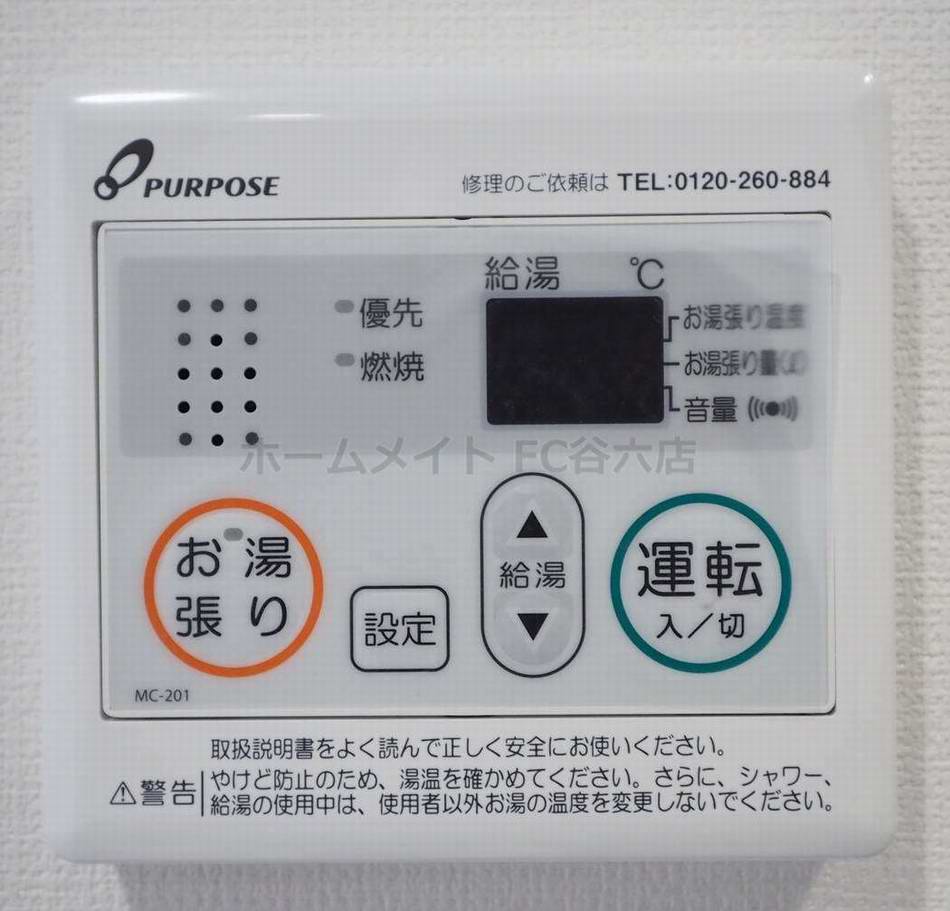 PURPOSE
修理のご依頼は TEL:0120-260-884
給湯 ℃
優先
燃焼
お湯張り温度
お湯張り量
音量
ホームメイト FC谷六店
お湯
張り
設定
▲
給湯
▼
運転
入／切
MC-201
取扱説明書をよく読んで正しく安全にお使いください。
⚠警告
やけど防止のため、湯温を確かめてください。さらに、シャワー、
給湯の使用中は、使用者以外お湯の温度を変更しないでください。